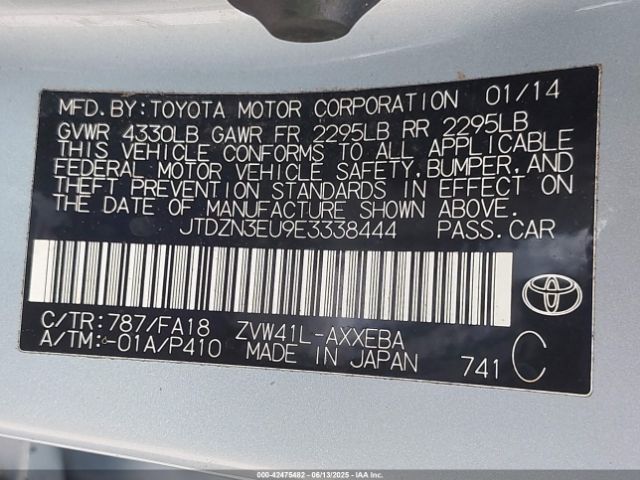 MFD. BY: TOYOTA MOTOR CORPORATION 01/14
GVWR 4330LB GAWR FR 2295LB RR 2295LB
THIS VEHICLE CONFORMS TO ALL APPLICABLE
FEDERAL MOTOR VEHICLE SAFETY, BUMPER, AND
THEFT PREVENTION STANDARDS IN EFFECT ON
THE DATE OF MANUFACTURE SHOWN ABOVE.
JTDZN3EU9E3338444 PASS.CAR
C/TR: 787/FA18 ZVW41L-AXXEBA
A/TM: -01A/P410 MADE IN JAPAN 741 C
000-42475482 - 06/13/2025 - IAA Inc.